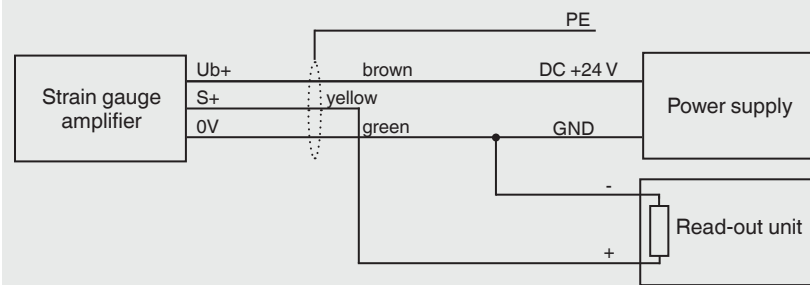 PE
Ub+ brown DC +24 V
Strain gauge
amplifier
S+ yellow
Power supply
0V green GND
-
Read-out unit
+